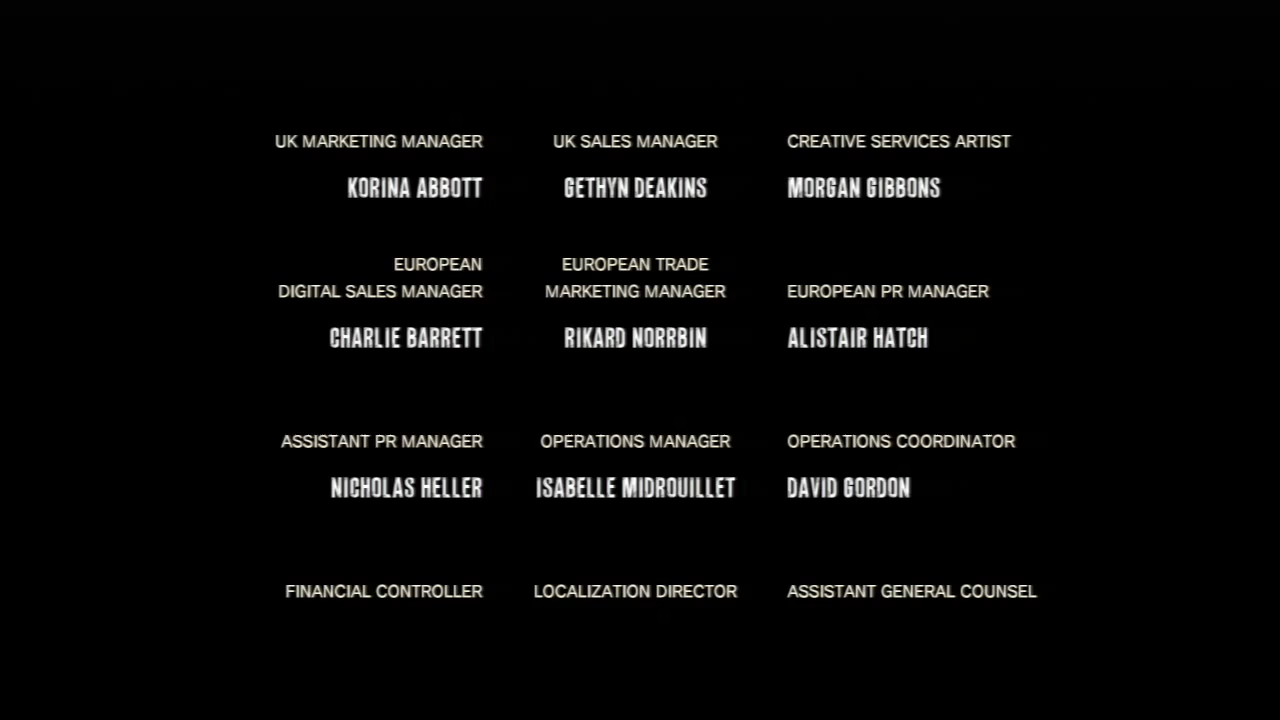 UK MARKETING MANAGER
KORINA ABBOTT
UK SALES MANAGER
GETHYN DEAKINS
CREATIVE SERVICES ARTIST
MORGAN GIBBONS
EUROPEAN
DIGITAL SALES MANAGER
CHARLIE BARRETT
EUROPEAN TRADE
MARKETING MANAGER
RIKARD NORRBIN
EUROPEAN PR MANAGER
ALISTAIR HATCH
ASSISTANT PR MANAGER
NICHOLAS HELLER
OPERATIONS MANAGER
ISABELLE MIDROUILLET
OPERATIONS COORDINATOR
DAVID GORDON
FINANCIAL CONTROLLER
LOCALIZATION DIRECTOR
ASSISTANT GENERAL COUNSEL